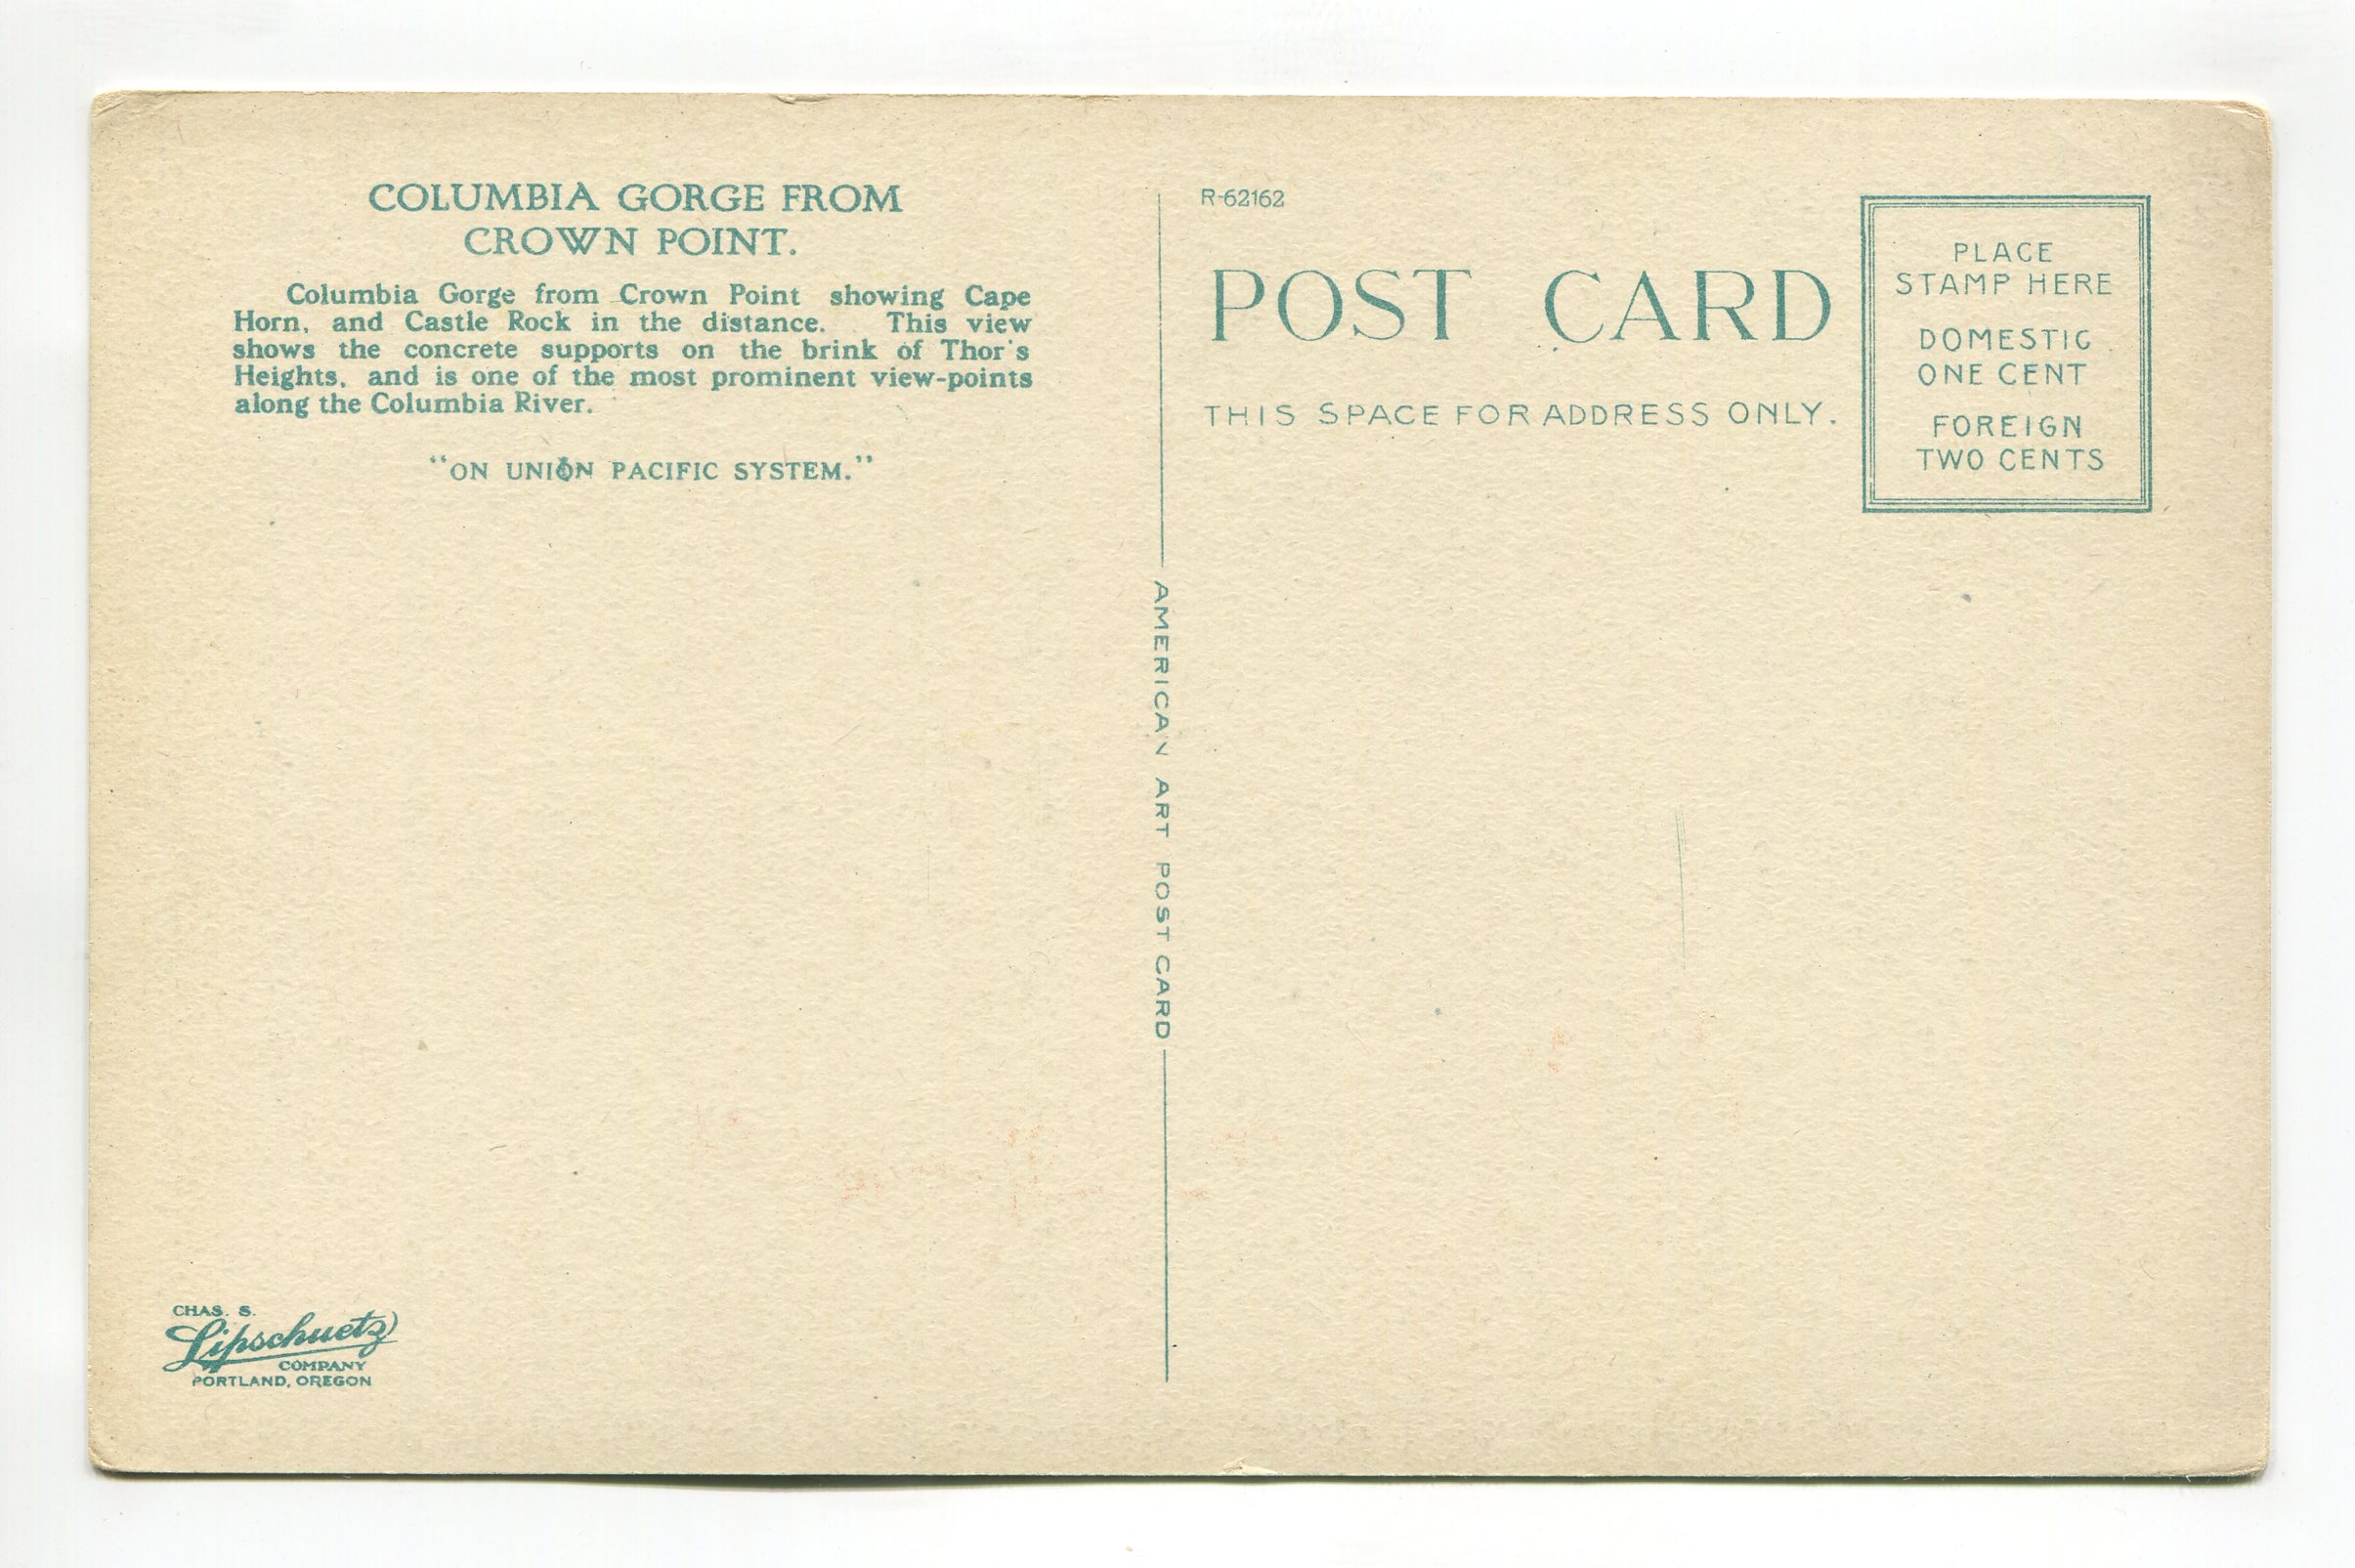 COLUMBIA GORGE FROM
CROWN POINT.
Columbia Gorge from Crown Point showing Cape
Horn, and Castle Rock in the distance. This view
shows the concrete supports on the brink of Thor's
Heights, and is one of the most prominent view-points
along the Columbia River.
"ON UNION PACIFIC SYSTEM."
CHAS. S.
Lipschuetz
COMPANY
PORTLAND, OREGON
AMERICAN ART POST CARD
R-62162
POST CARD
THIS SPACE FOR ADDRESS ONLY.
PLACE
STAMP HERE
DOMESTIC
ONE CENT
FOREIGN
TWO CENTS